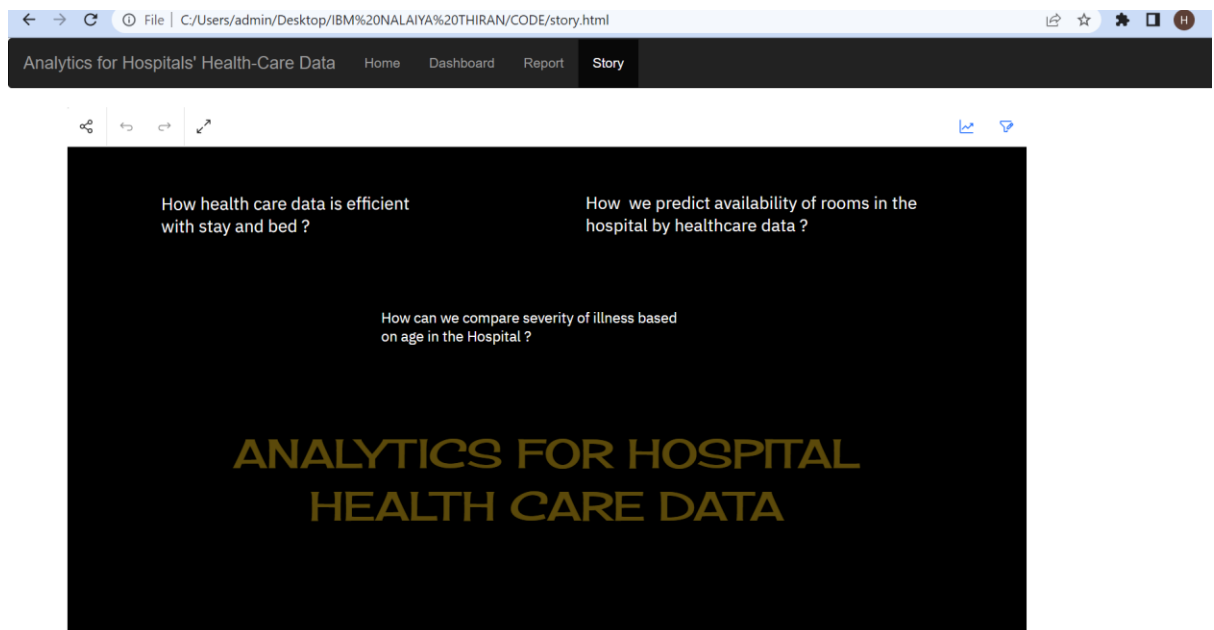 File | C:/Users/admin/Desktop/IBM%20NALAIYA%20THIRAN/CODE/story.html
H
Analytics for Hospitals' Health-Care Data Home Dashboard Report Story
How health care data is efficient
with stay and bed ?
How we predict availability of rooms in the
hospital by healthcare data ?
How can we compare severity of illness based
on age in the Hospital ?
ANALYTICS FOR HOSPITAL
HEALTH CARE DATA